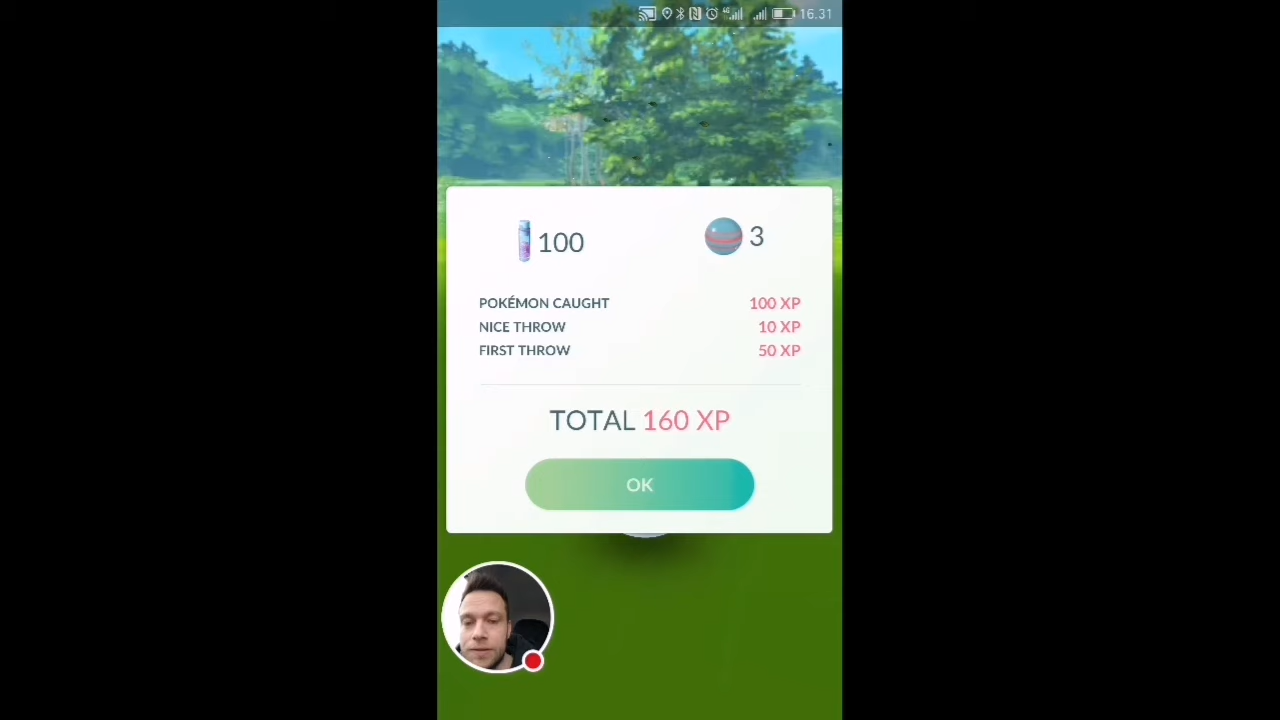 4G 16.31
100 3
POKÉMON CAUGHT 100 XP
NICE THROW 10 XP
FIRST THROW 50 XP
TOTAL 160 XP
OK